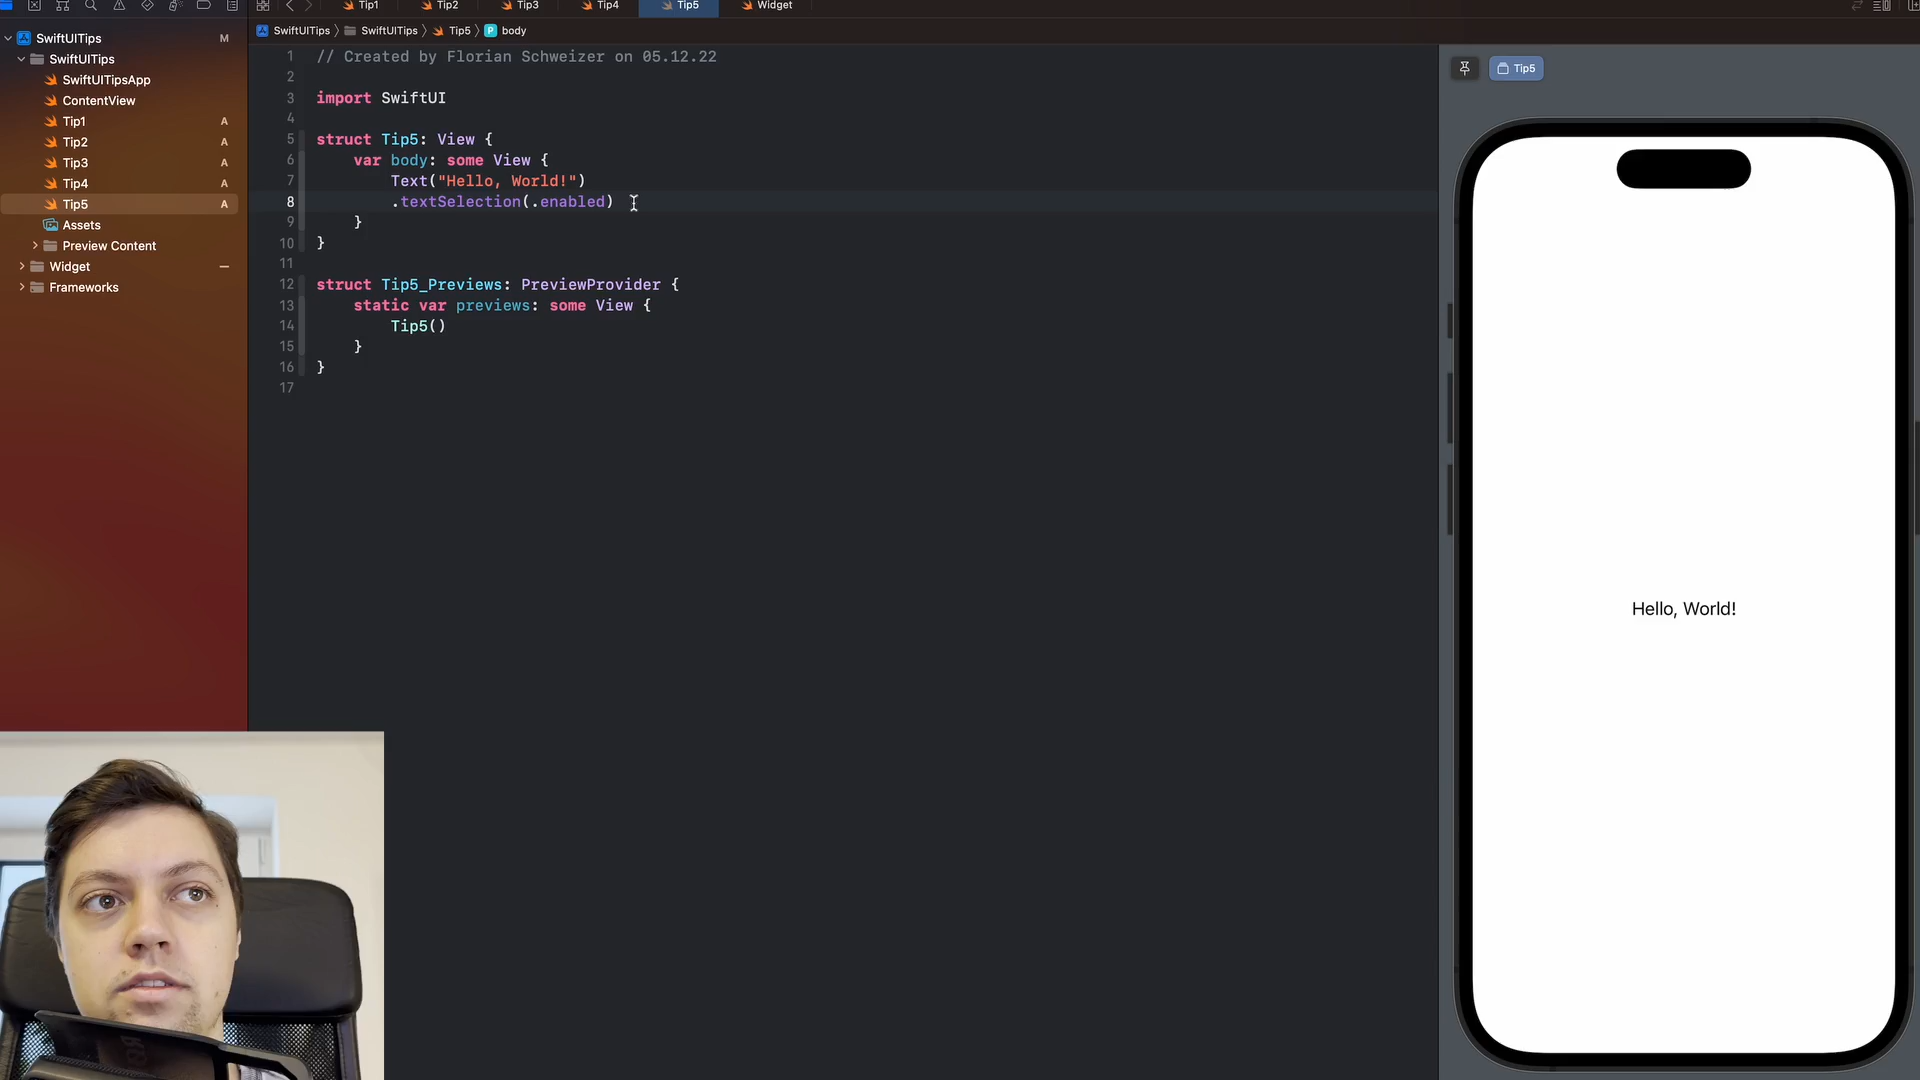 Tip1
Tip2
Tip3
Tip4
Tip5
Widget
SwiftUITips
SwiftUITips
Tip5
body
SwiftUITips M
SwiftUITips
SwiftUITipsApp
ContentView
Tip1 A
Tip2 A
Tip3 A
Tip4 A
Tip5 A
Assets
Preview Content
Widget
Frameworks
1 // Created by Florian Schweizer on 05.12.22
2
3 import SwiftUI
4
5 struct Tip5: View {
6 var body: some View {
7 Text("Hello, World!")
8 .textSelection(.enabled)
9 }
10 }
11
12 struct Tip5_Previews: PreviewProvider {
13 static var previews: some View {
14 Tip5()
15 }
16 }
17
Tip5
Hello, World!